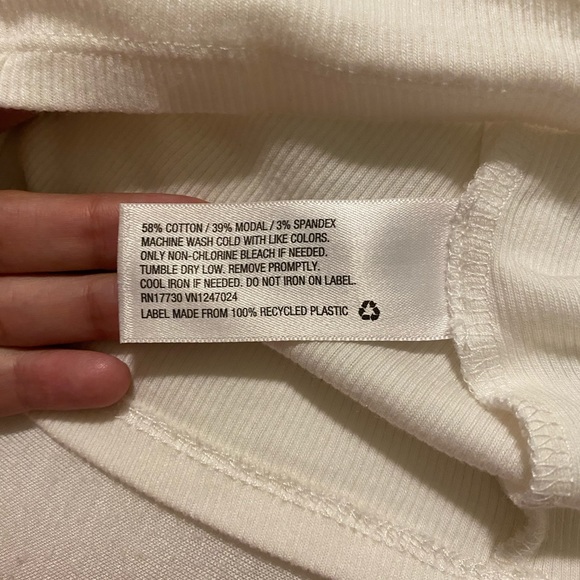 58% COTTON / 39% MODAL / 3% SPANDEX
MACHINE WASH COLD WITH LIKE COLORS.
ONLY NON-CHLORINE BLEACH IF NEEDED.
TUMBLE DRY LOW. REMOVE PROMPTLY.
COOL IRON IF NEEDED. DO NOT IRON ON LABEL.
RN17730 VN1247024
LABEL MADE FROM 100% RECYCLED PLASTIC